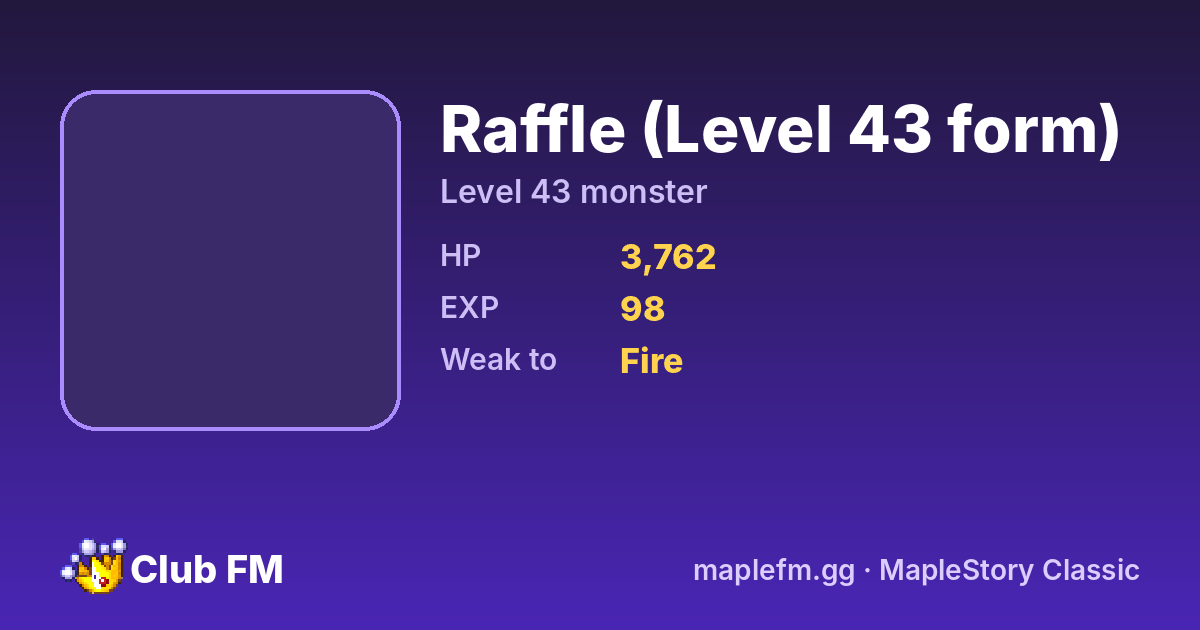 Raffle (Level 43 form)
Level 43 monster
HP 3,762
EXP 98
Weak to Fire
Club FM
maplefm.gg · MapleStory Classic